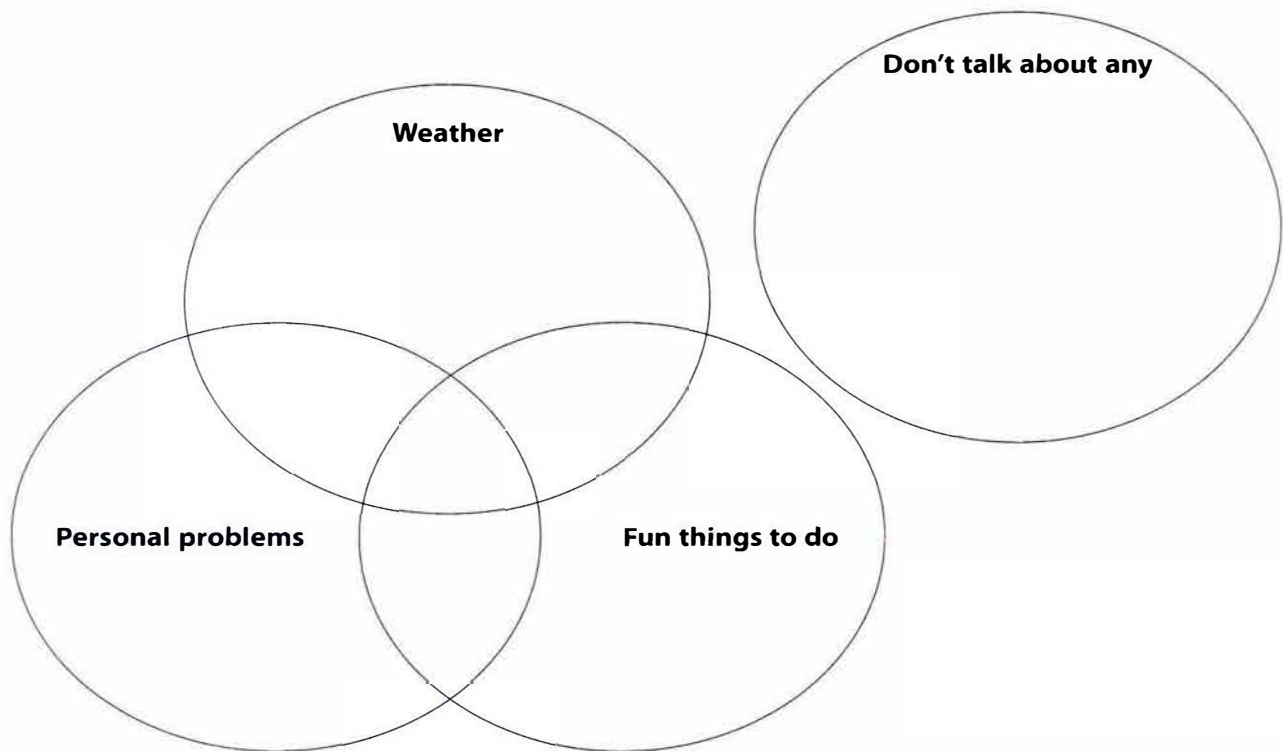 Don't talk about any
Weather
Personal problems
Fun things to do